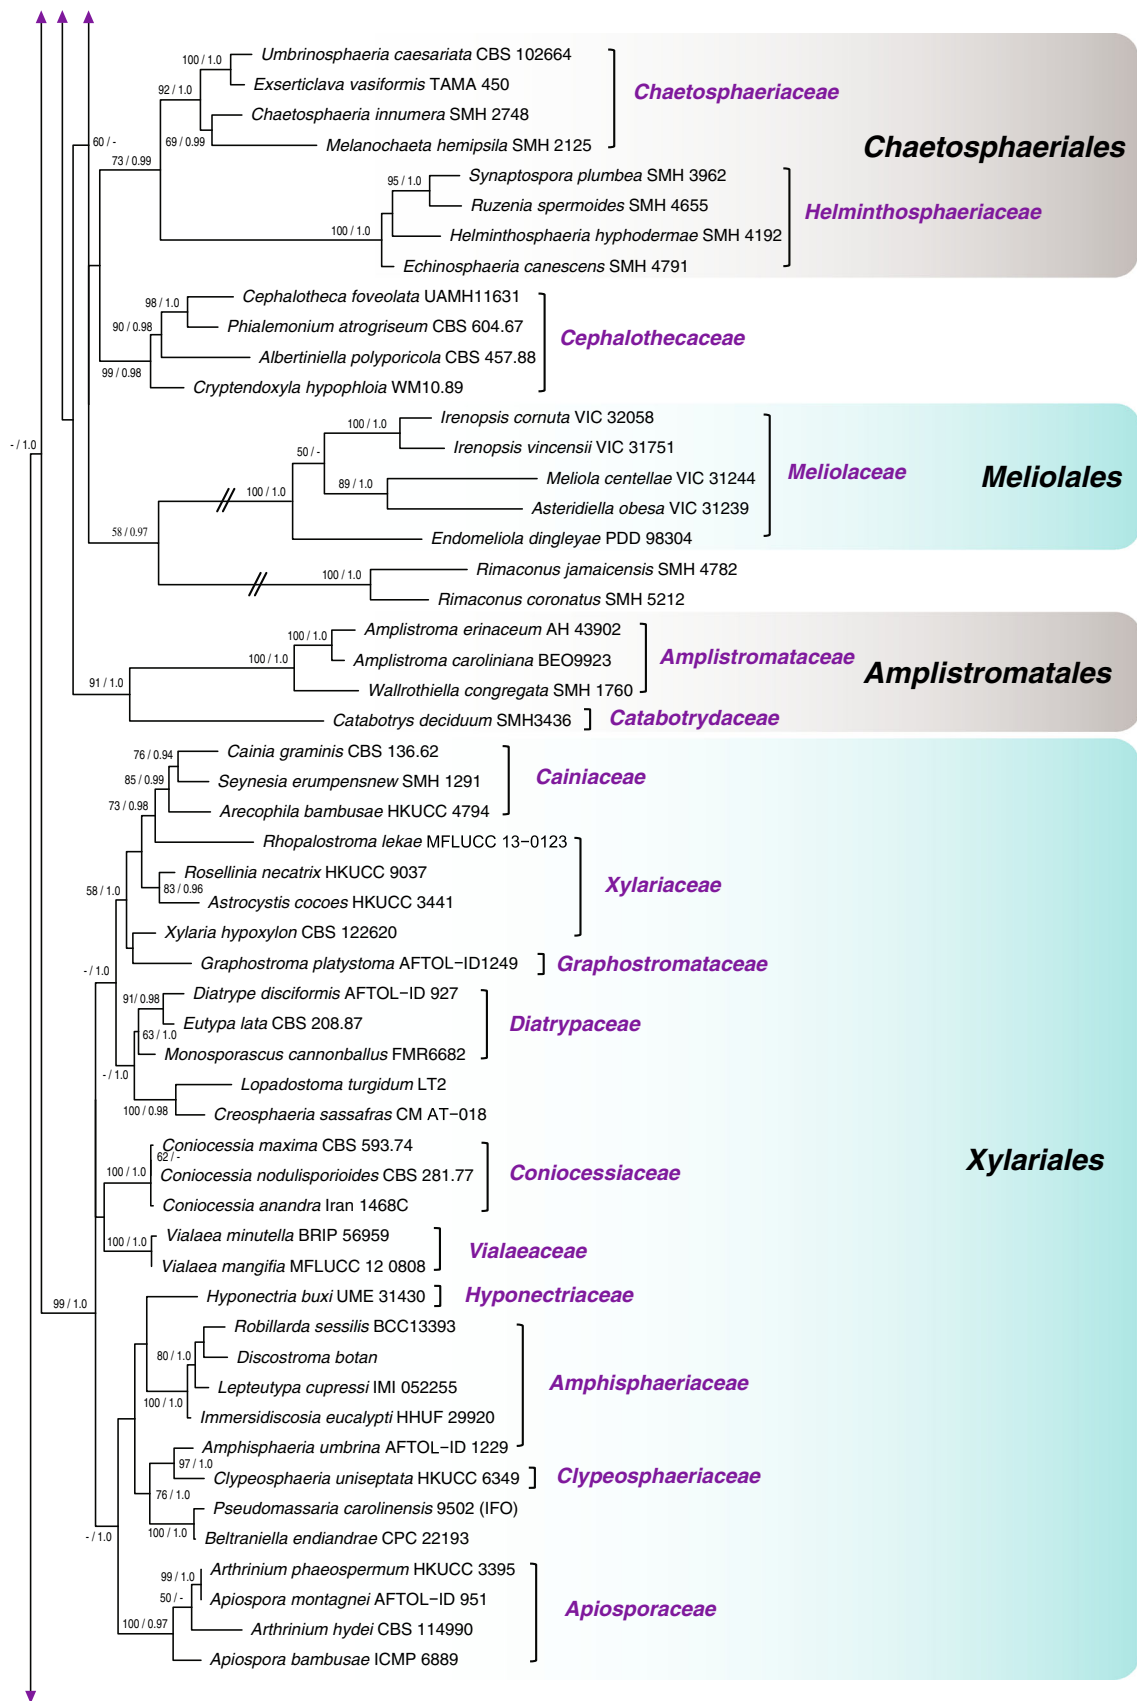 100 / 1.0
Umbrinosphaeria caesariata CBS 102664
92 / 1.0
Exserticlava vasiformis TAMA 450
Chaetosphaeriaceae
Chaetosphaeria innumera SMH 2748
60 / -
69 / 0.99
Melanochaeta hemipsila SMH 2125
Chaetosphaeriales
73 / 0.99
Synaptospora plumbea SMH 3962
95 / 1.0
Ruzenia spermoides SMH 4655
Helminthosphaeriaceae
100 / 1.0
Helminthosphaeria hyphodermae SMH 4192
Echinosphaeria canescens SMH 4791
98 / 1.0
Cephalotheca foveolata UAMH11631
90 / 0.98
Phialemonium atrogriseum CBS 604.67
Cephalothecaceae
Albertiniella polyporicola CBS 457.88
99 / 0.98
Cryptendoxyla hypophloia WM10.89
100 / 1.0
Irenopsis cornuta VIC 32058
- / 1.0
50 / -
Irenopsis vincensii VIC 31751
Meliolaceae
Meliolales
89 / 1.0
Meliola centellae VIC 31244
100 / 1.0
Asteridiella obesa VIC 31239
58 / 0.97
Endomeliola dingleyae PDD 98304
100 / 1.0
Rimaconus jamaicensis SMH 4782
Rimaconus coronatus SMH 5212
100 / 1.0
Amplistroma erinaceum AH 43902
100 / 1.0
Amplistroma caroliniana BEO9923
Amplistromataceae
Amplistromatales
91 / 1.0
Wallrothiella congregata SMH 1760
Catabotrys deciduum SMH3436
Catabotrydaceae
76 / 0.94
Cainia graminis CBS 136.62
85 / 0.99
Seynesia erumpensnew SMH 1291
Cainiaceae
73 / 0.98
Arecophila bambusae HKUCC 4794
Rhopalostroma lekae MFLUCC 13−0123
Rosellinia necatrix HKUCC 9037
58 / 1.0
83 / 0.96
Xylariaceae
Astrocystis cocoes HKUCC 3441
Xylaria hypoxylon CBS 122620
- / 1.0
Graphostroma platystoma AFTOL−ID1249
Graphostromataceae
91/ 0.98
Diatrype disciformis AFTOL−ID 927
Eutypa lata CBS 208.87
Diatrypaceae
63 / 1.0
Monosporascus cannonballus FMR6682
- / 1.0
Lopadostoma turgidum LT2
100 / 0.98
Creosphaeria sassafras CM AT−018
Coniocessia maxima CBS 593.74
62 / -
Xylariales
100 / 1.0
Coniocessia nodulisporioides CBS 281.77
Coniocessiaceae
Coniocessia anandra Iran 1468C
Vialaea minutella BRIP 56959
100 / 1.0
Vialaeaceae
Vialaea mangifia MFLUCC 12 0808
99 / 1.0
Hyponectria buxi UME 31430
Hyponectriaceae
Robillarda sessilis BCC13393
80 / 1.0
Discostroma botan
Lepteutypa cupressi IMI 052255
Amphisphaeriaceae
100 / 1.0
Immersidiscosia eucalypti HHUF 29920
Amphisphaeria umbrina AFTOL−ID 1229
97 / 1.0
Clypeosphaeria uniseptata HKUCC 6349
Clypeosphaeriaceae
76 / 1.0
Pseudomassaria carolinensis 9502 (IFO)
- / 1.0
100 / 1.0
Beltraniella endiandrae CPC 22193
99 / 1.0
Arthrinium phaeospermum HKUCC 3395
50 / -
Apiospora montagnei AFTOL−ID 951
Apiosporaceae
100 / 0.97
Arthrinium hydei CBS 114990
Apiospora bambusae ICMP 6889